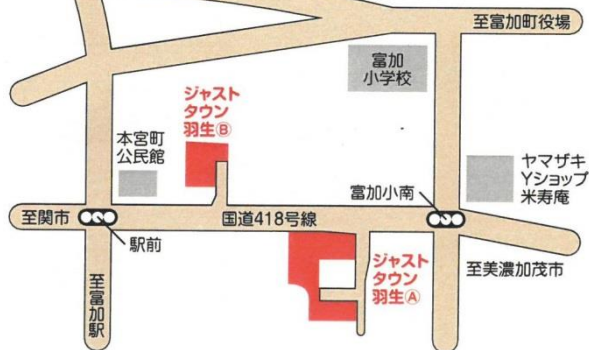 至富加町役場
富加
小学校
ジャスト
タウン
羽生Ⓑ
本宮町
公民館
ヤマザキ
Yショップ
米寿庵
富加小南
至関市
国道418号線
駅前
ジャスト
タウン
羽生Ⓐ
至美濃加茂市
至富加駅